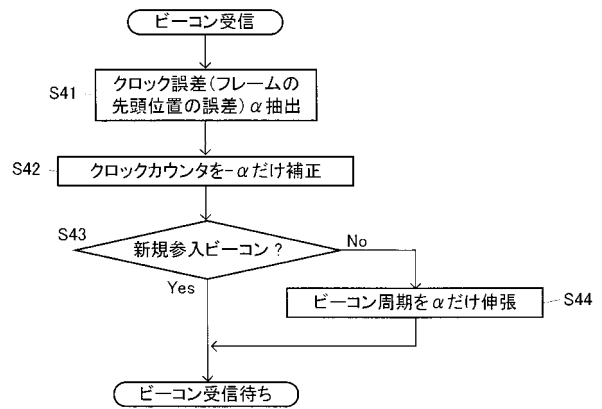 ビーコン受信
S41
クロック誤差(フレームの
先頭位置の誤差)α抽出
S42
クロックカウンタを-αだけ補正
S43
新規参入ビーコン?
No
Yes
ビーコン周期をαだけ伸張
S44
ビーコン受信待ち